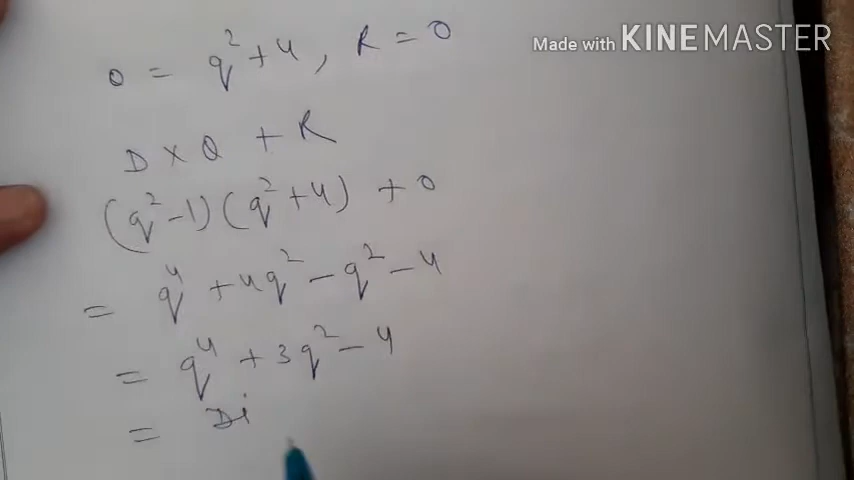 Made with KINEMASTER
Q = q² + 4 , R = 0
D × Q + R
(q² - 1) (q² + 4) + 0
= q⁴ + 4q² - q² - 4
= q⁴ + 3q² - 4
= Di